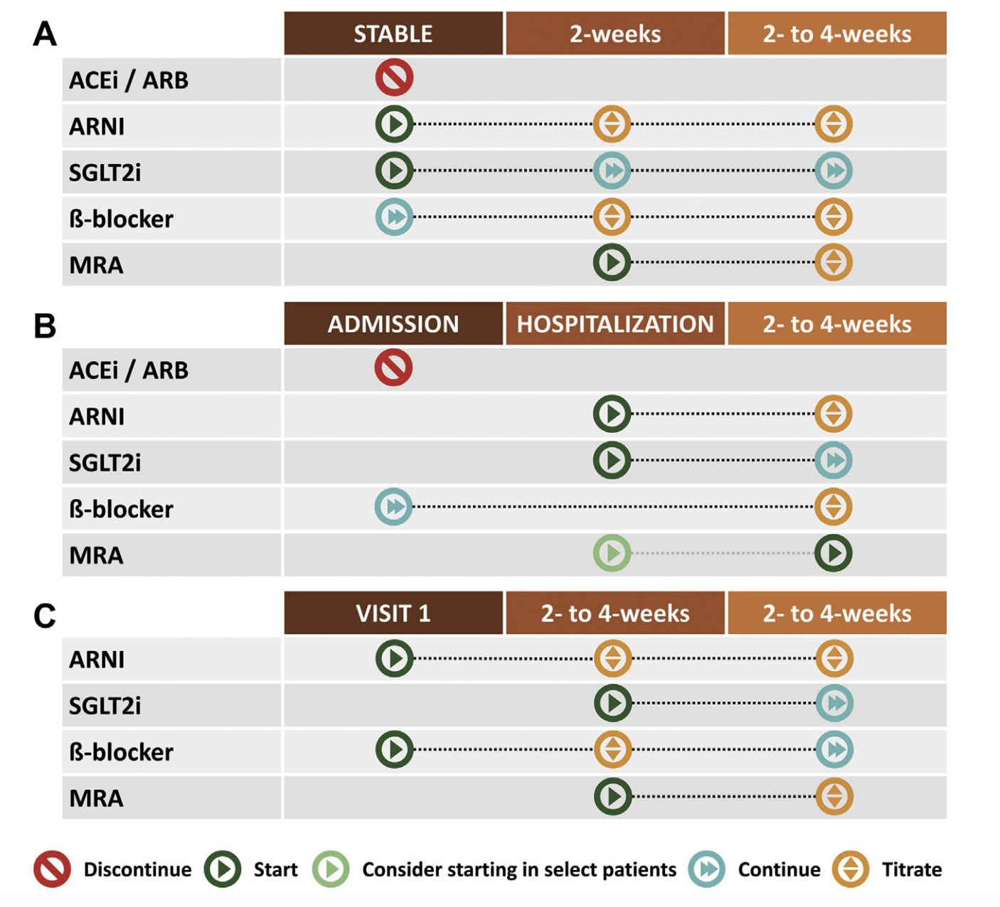 A
STABLE 2-weeks 2- to 4-weeks
ACEi / ARB
ARNI
SGLT2i
ß-blocker
MRA
B
ADMISSION HOSPITALIZATION 2- to 4-weeks
ACEi / ARB
ARNI
SGLT2i
ß-blocker
MRA
C
VISIT 1 2- to 4-weeks 2- to 4-weeks
ARNI
SGLT2i
ß-blocker
MRA
Discontinue Start Consider starting in select patients Continue Titrate